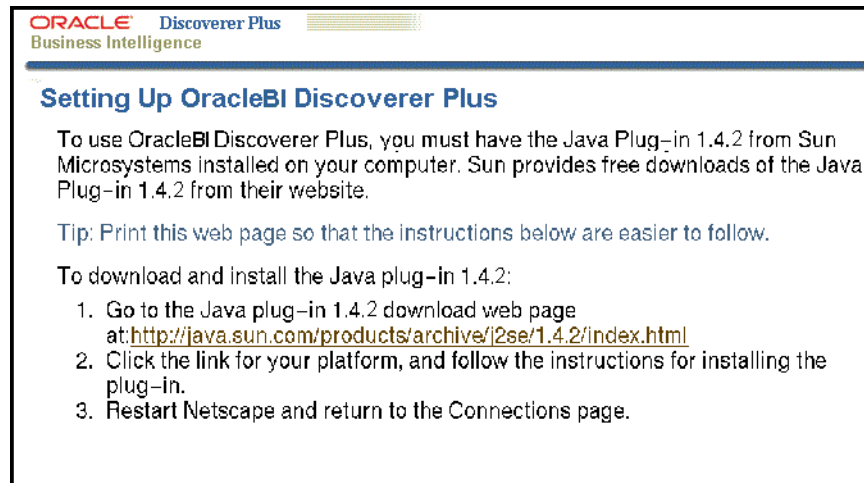 ORACLE Discoverer Plus
Business Intelligence
Setting Up OracleBI Discoverer Plus
To use OracleBI Discoverer Plus, you must have the Java Plug-in 1.4.2 from Sun
Microsystems installed on your computer. Sun provides free downloads of the Java
Plug-in 1.4.2 from their website.
Tip: Print this web page so that the instructions below are easier to follow.
To download and install the Java plug-in 1.4.2:
1. Go to the Java plug-in 1.4.2 download web page
at:http://java.sun.com/products/archive/j2se/1.4.2/index.html
2. Click the link for your platform, and follow the instructions for installing the
plug-in.
3. Restart Netscape and return to the Connections page.